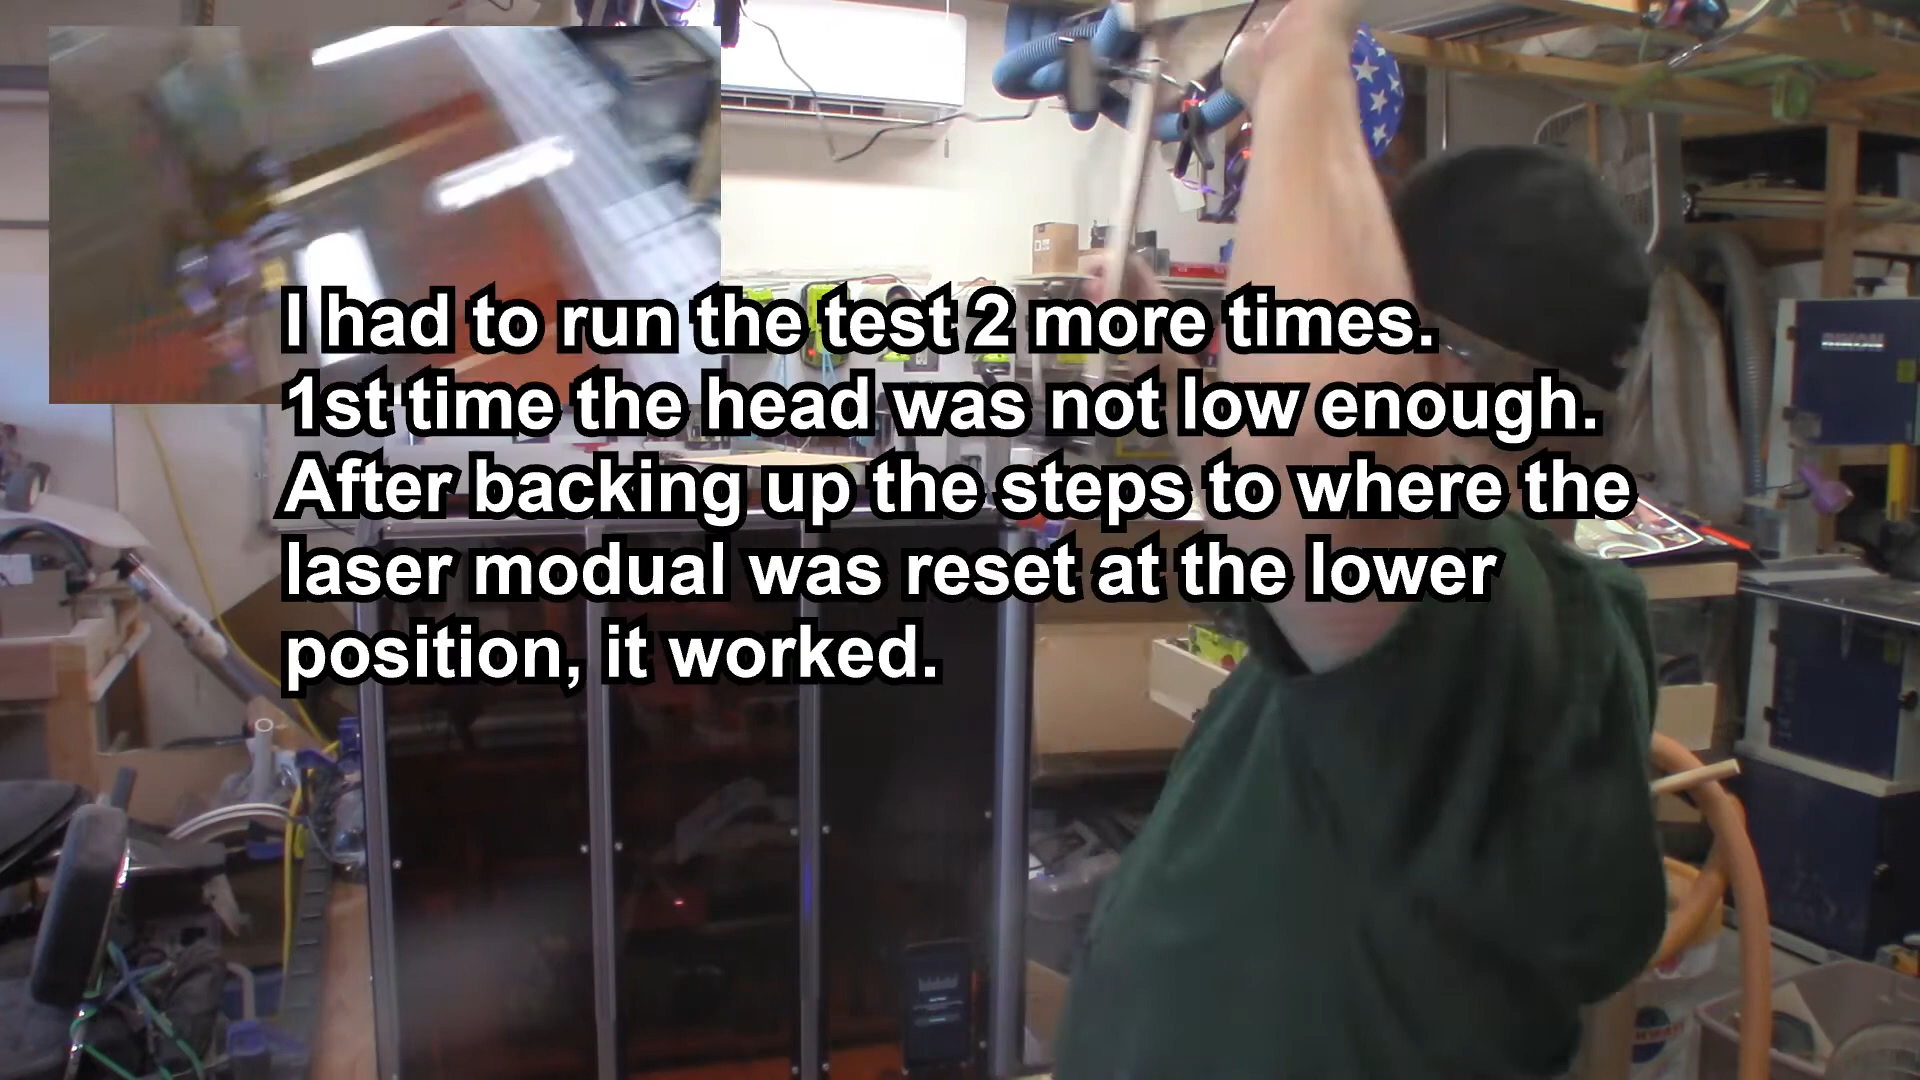 I had to run the test 2 more times.
1st time the head was not low enough.
After backing up the steps to where the
laser modual was reset at the lower
position, it worked.